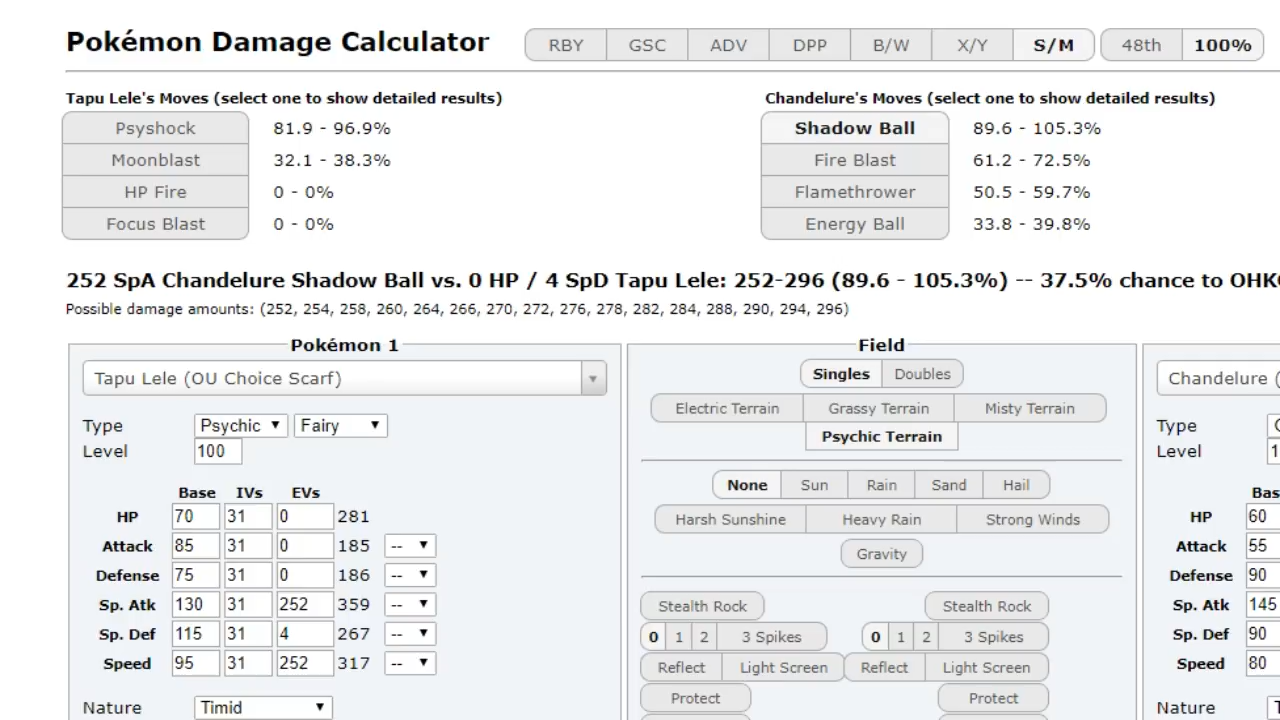 Pokémon Damage Calculator RBY GSC ADV DPP B/W X/Y S/M 48th 100%
Tapu Lele's Moves (select one to show detailed results) Chandelure's Moves (select one to show detailed results)
Psyshock 81.9 - 96.9% Shadow Ball 89.6 - 105.3%
Moonblast 32.1 - 38.3% Fire Blast 61.2 - 72.5%
HP Fire 0 - 0% Flamethrower 50.5 - 59.7%
Focus Blast 0 - 0% Energy Ball 33.8 - 39.8%
252 SpA Chandelure Shadow Ball vs. 0 HP / 4 SpD Tapu Lele: 252-296 (89.6 - 105.3%) -- 37.5% chance to OHK
Possible damage amounts: (252, 254, 258, 260, 264, 266, 270, 272, 276, 278, 282, 284, 288, 290, 294, 296)
Pokémon 1 Field
Tapu Lele (OU Choice Scarf) Singles Doubles Chandelure (
Electric Terrain Grassy Terrain Misty Terrain
Type Psychic Fairy Psychic Terrain Type
Level 100 Level 1
None Sun Rain Sand Hail
Base IVs EVs Bas
HP 70 31 0 281 Harsh Sunshine Heavy Rain Strong Winds HP 60
Attack 85 31 0 185 -- Gravity Attack 55
Defense 75 31 0 186 -- Defense 90
Sp. Atk 130 31 252 359 -- Stealth Rock Stealth Rock Sp. Atk 145
Sp. Def 115 31 4 267 -- 0 1 2 3 Spikes 0 1 2 3 Spikes Sp. Def 90
Speed 95 31 252 317 -- Reflect Light Screen Reflect Light Screen Speed 80
Nature Timid Protect Protect Nature